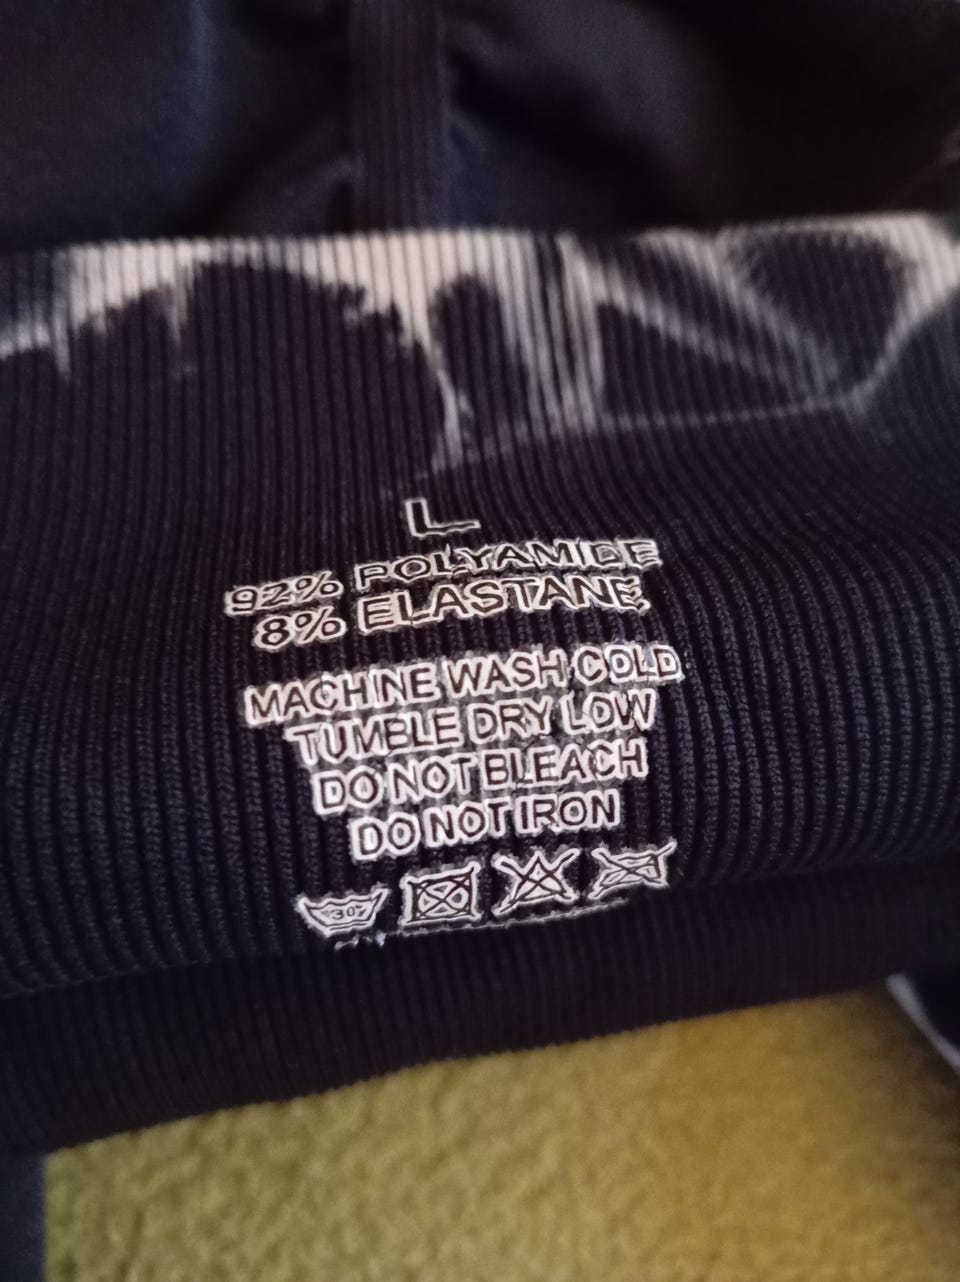 L
92% POLYAMIDE
8% ELASTANE
MACHINE WASH COLD
TUMBLE DRY LOW
DO NOT BLEACH
DO NOT IRON
30°